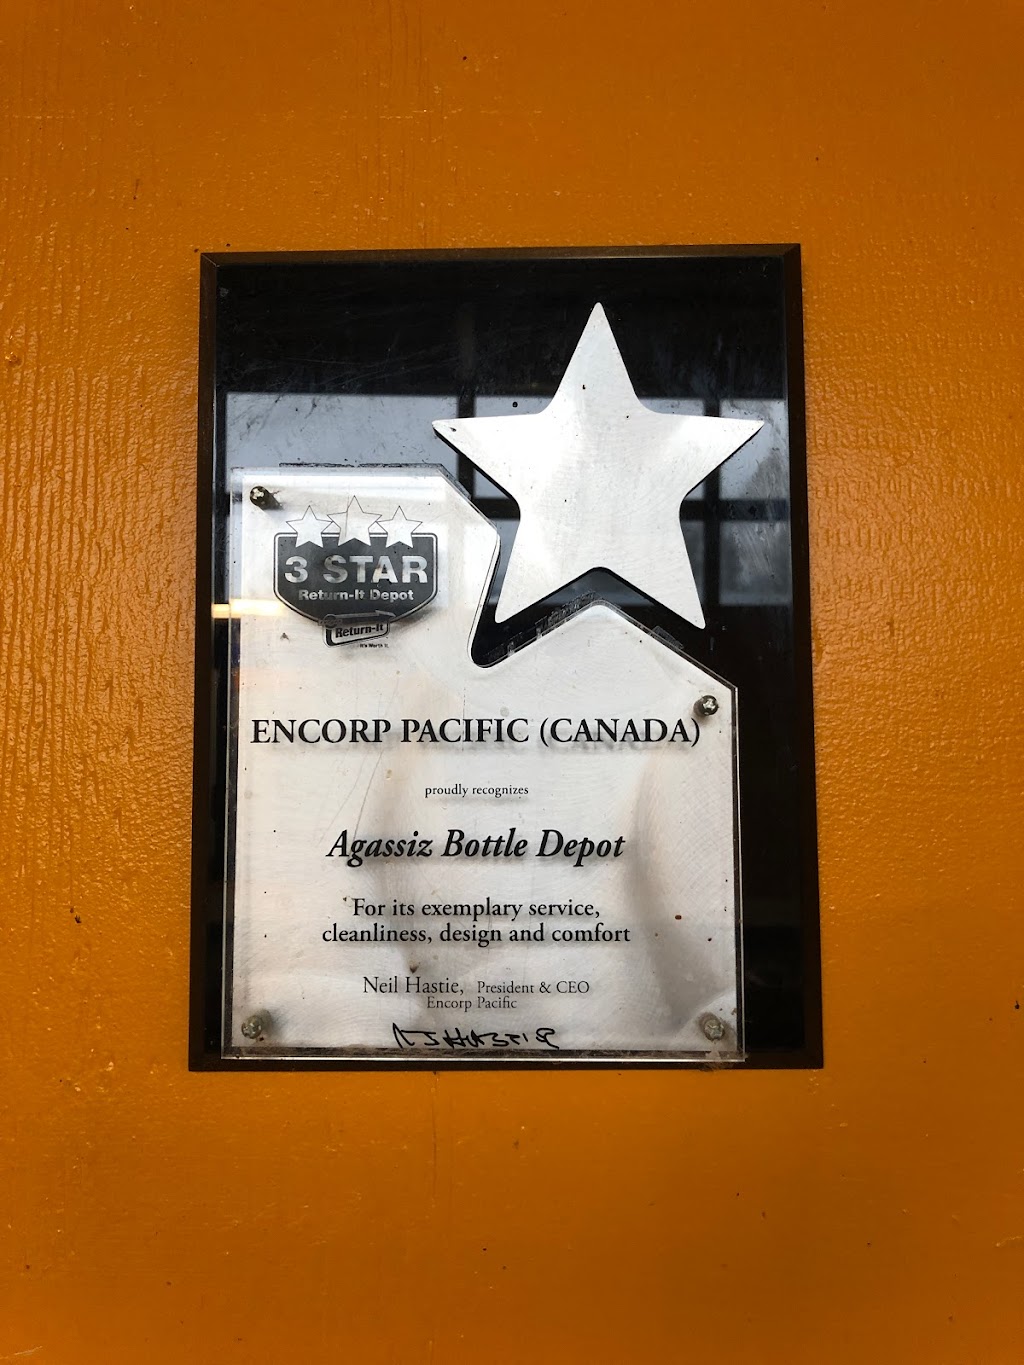 3 STAR
Return-It Depot
Return-It
It's Worth It.
ENCORP PACIFIC (CANADA)
proudly recognizes
Agassiz Bottle Depot
For its exemplary service,
cleanliness, design and comfort
Neil Hastie, President & CEO
Encorp Pacific
NJHASTIE